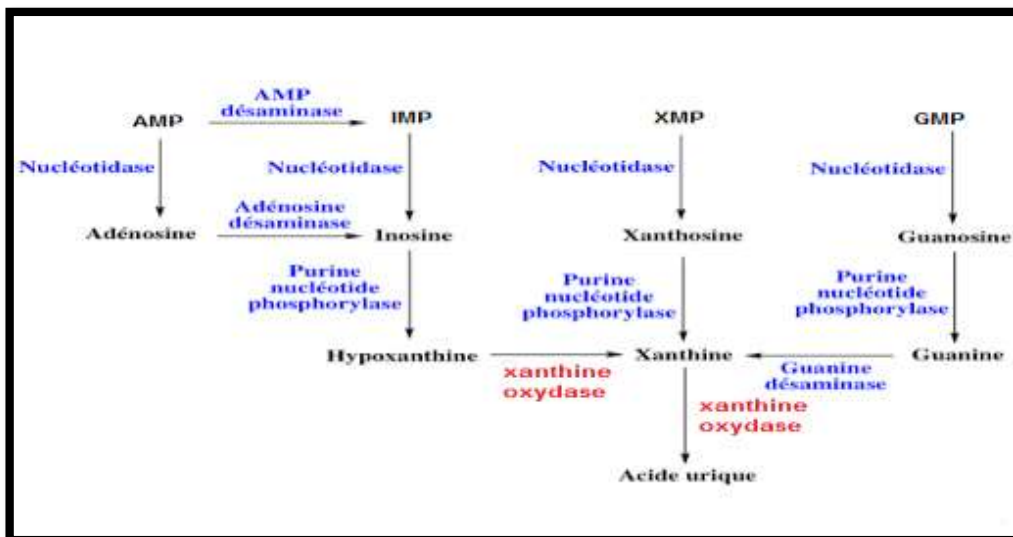 AMP
désaminase
AMP
IMP
XMP
GMP
Nucléotidase
Nucléotidase
Nucléotidase
Nucléotidase
Adénosine
désaminase
Adénosine
Inosine
Xanthosine
Guanosine
Purine
nucléotide
phosphorylase
Purine
nucléotide
phosphorylase
Purine
nucléotide
phosphorylase
Hypoxanthine
Xanthine
Guanine
xanthine
oxydase
Guanine
désaminase
xanthine
oxydase
Acide urique